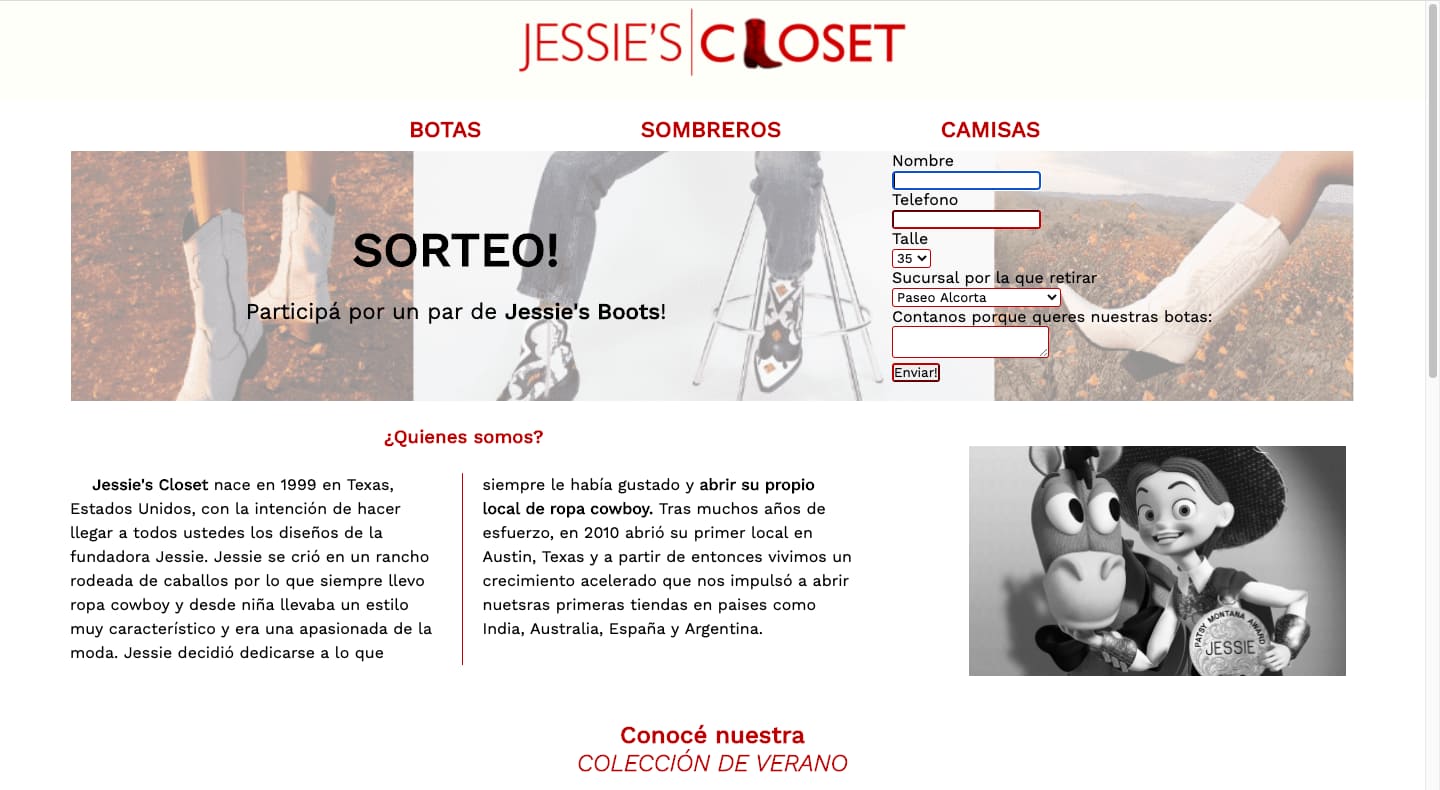 JESSIE'S CLOSET
BOTAS SOMBREROS CAMISAS
SORTEO!
Participá por un par de Jessie's Boots!
Nombre
Telefono
Talle
35
Sucursal por la que retirar
Paseo Alcorta
Contanos porque queres nuestras botas:
Enviar!
¿Quienes somos?
Jessie's Closet nace en 1999 en Texas,
Estados Unidos, con la intención de hacer
llegar a todos ustedes los diseños de la
fundadora Jessie. Jessie se crió en un rancho
rodeada de caballos por lo que siempre llevo
ropa cowboy y desde niña llevaba un estilo
muy característico y era una apasionada de la
moda. Jessie decidió dedicarse a lo que
siempre le había gustado y abrir su propio
local de ropa cowboy. Tras muchos años de
esfuerzo, en 2010 abrió su primer local en
Austin, Texas y a partir de entonces vivimos un
crecimiento acelerado que nos impulsó a abrir
nuetsras primeras tiendas en paises como
India, Australia, España y Argentina.
PATSY MONTANA AWARD
JESSIE
Conocé nuestra
COLECCIÓN DE VERANO